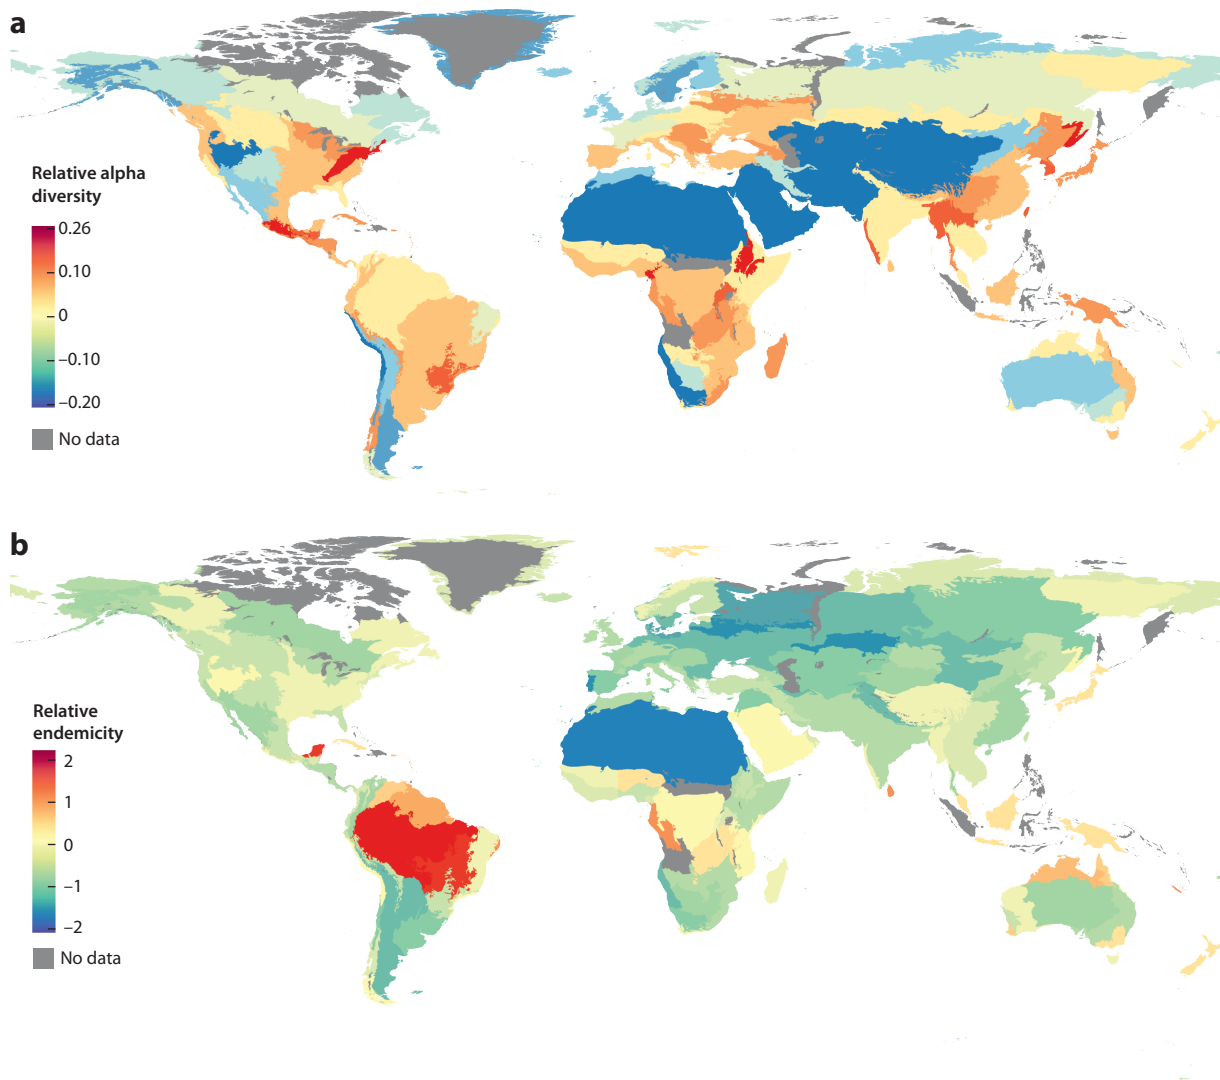 a
Relative alpha
diversity
0.26
0.10
0
–0.10
–0.20
No data
b
Relative
endemicity
2
1
0
–1
–2
No data